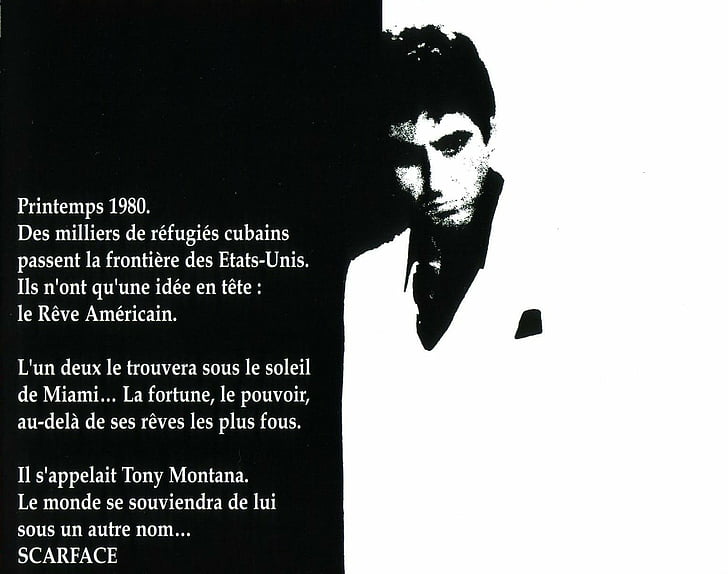 Printemps 1980.
Des milliers de réfugiés cubains
passent la frontière des Etats-Unis.
Ils n'ont qu'une idée en tête :
le Rêve Américain.

L'un deux le trouvera sous le soleil
de Miami... La fortune, le pouvoir,
au-delà de ses rêves les plus fous.

Il s'appelait Tony Montana.
Le monde se souviendra de lui
sous un autre nom...
SCARFACE